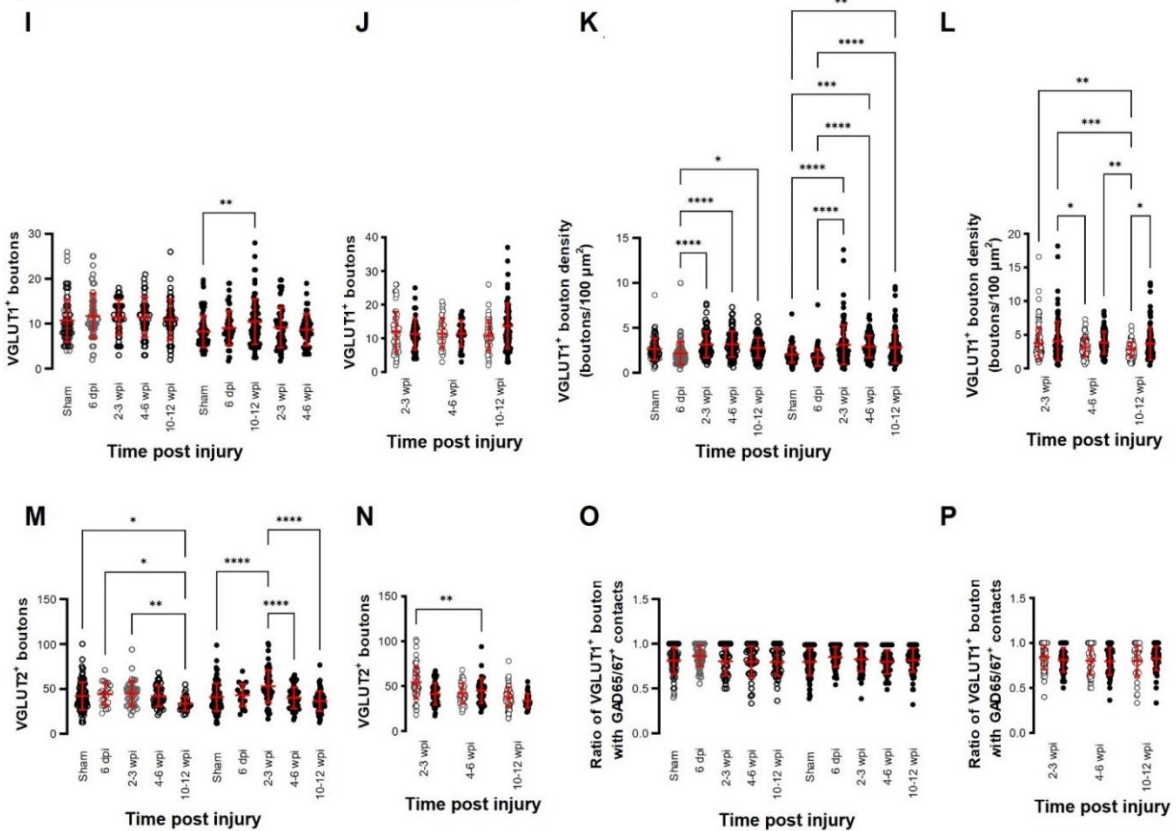 I
VGLUT1+ boutons
30
20
10
0
**
Sham
6 dpi
2-3 wpi
4-6 wpi
10-12 wpi
Sham
6 dpi
10-12 wpi
2-3 wpi
4-6 wpi
Time post injury
J
VGLUT1+ boutons
40
30
20
10
0
2-3 wpi
4-6 wpi
10-12 wpi
Time post injury
K
VGLUT1+ bouton density
(boutons/100 µm²)
15
10
5
0
**
****
***
****
*
****
****
****
****
Sham
6 dpi
2-3 wpi
4-6 wpi
10-12 wpi
Sham
6 dpi
2-3 wpi
4-6 wpi
10-12 wpi
Time post injury
L
VGLUT1+ bouton density
(boutons/100 µm²)
20
15
10
5
0
**
***
**
*
*
2-3 wpi
4-6 wpi
10-12 wpi
Time post injury
M
VGLUT2+ boutons
150
100
50
0
*
****
*
****
**
****
Sham
6 dpi
2-3 wpi
4-6 wpi
10-12 wpi
Sham
6 dpi
2-3 wpi
4-6 wpi
10-12 wpi
Time post injury
N
VGLUT2+ boutons
150
100
50
0
**
2-3 wpi
4-6 wpi
10-12 wpi
Time post injury
O
Ratio of VGLUT1+ bouton
with GAD65/67+ contacts
1.5
1.0
0.5
0.0
Sham
6 dpi
2-3 wpi
4-6 wpi
10-12 wpi
Sham
6 dpi
2-3 wpi
4-6 wpi
10-12 wpi
Time post injury
P
Ratio of VGLUT1+ bouton
with GAD65/67+ contacts
1.5
1.0
0.5
0.0
2-3 wpi
4-6 wpi
10-12 wpi
Time post injury